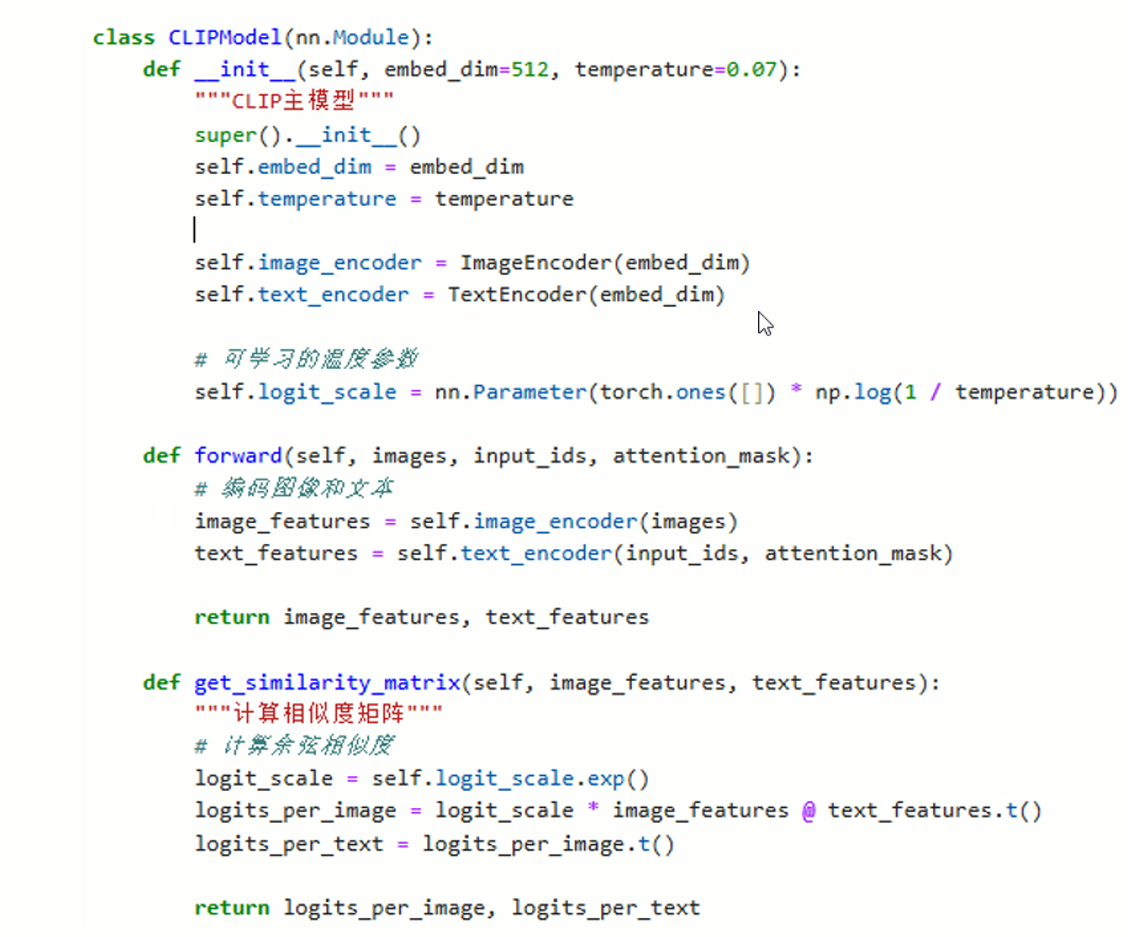 class CLIPModel(nn.Module):
    def __init__(self, embed_dim=512, temperature=0.07):
        """CLIP主模型"""
        super().__init__()
        self.embed_dim = embed_dim
        self.temperature = temperature
        self.image_encoder = ImageEncoder(embed_dim)
        self.text_encoder = TextEncoder(embed_dim)
        # 可学习的温度参数
        self.logit_scale = nn.Parameter(torch.ones([]) * np.log(1 / temperature))
    def forward(self, images, input_ids, attention_mask):
        # 编码图像和文本
        image_features = self.image_encoder(images)
        text_features = self.text_encoder(input_ids, attention_mask)
        return image_features, text_features
    def get_similarity_matrix(self, image_features, text_features):
        """计算相似度矩阵"""
        # 计算余弦相似度
        logit_scale = self.logit_scale.exp()
        logits_per_image = logit_scale * image_features @ text_features.t()
        logits_per_text = logits_per_image.t()
        return logits_per_image, logits_per_text